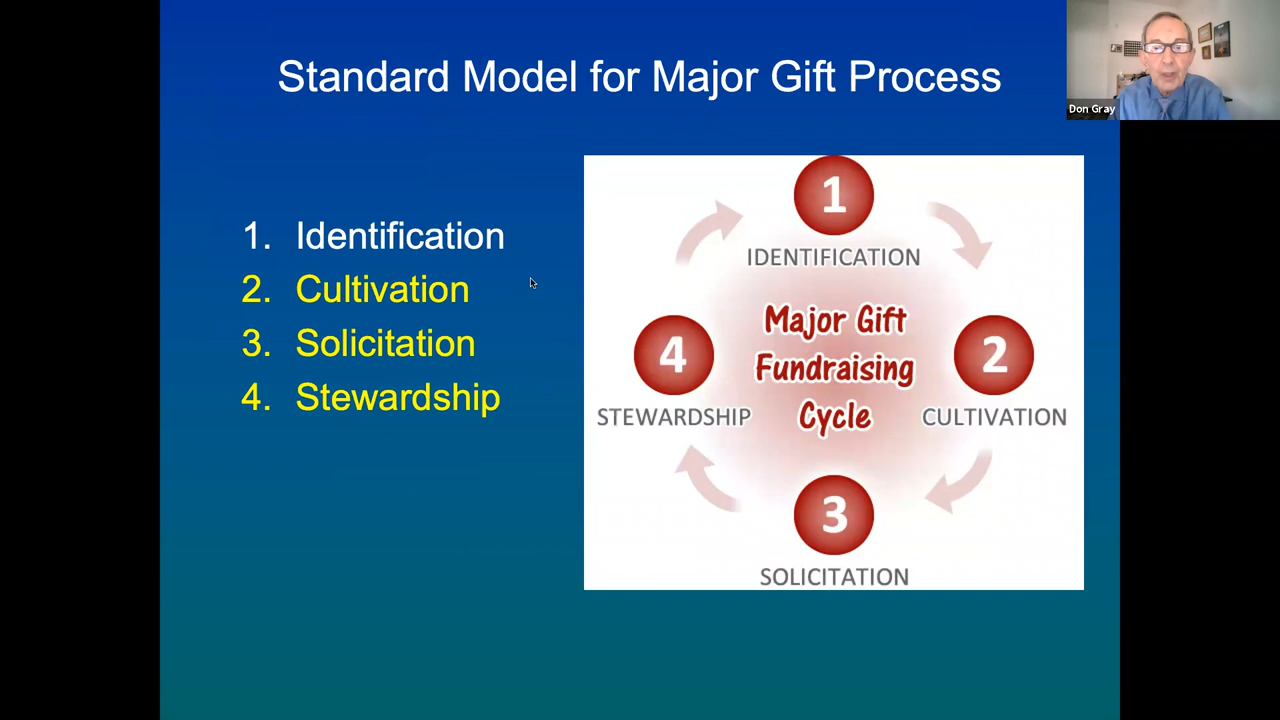 Standard Model for Major Gift Process
Don Gray
1. Identification
2. Cultivation
3. Solicitation
4. Stewardship
1
IDENTIFICATION
Major Gift
Fundraising
Cycle
2
CULTIVATION
3
SOLICITATION
4
STEWARDSHIP